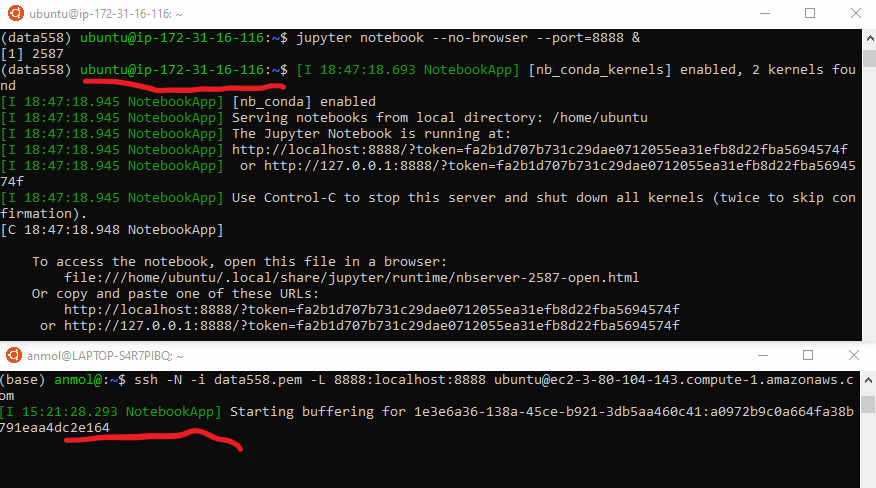 ubuntu@ip-172-31-16-116: ~
(data558) ubuntu@ip-172-31-16-116:~$ jupyter notebook --no-browser --port=8888 &
[1] 2587
(data558) ubuntu@ip-172-31-16-116:~$ [I 18:47:18.693 NotebookApp] [nb_conda_kernels] enabled, 2 kernels fou
nd
[I 18:47:18.945 NotebookApp] [nb_conda] enabled
[I 18:47:18.945 NotebookApp] Serving notebooks from local directory: /home/ubuntu
[I 18:47:18.945 NotebookApp] The Jupyter Notebook is running at:
[I 18:47:18.945 NotebookApp] http://localhost:8888/?token=fa2b1d707b731c29dae0712055ea31efb8d22fba5694574f
[I 18:47:18.945 NotebookApp]  or http://127.0.0.1:8888/?token=fa2b1d707b731c29dae0712055ea31efb8d22fba56945
74f
[I 18:47:18.945 NotebookApp] Use Control-C to stop this server and shut down all kernels (twice to skip con
firmation).
[C 18:47:18.948 NotebookApp]
To access the notebook, open this file in a browser:
file:///home/ubuntu/.local/share/jupyter/runtime/nbserver-2587-open.html
Or copy and paste one of these URLs:
http://localhost:8888/?token=fa2b1d707b731c29dae0712055ea31efb8d22fba5694574f
or http://127.0.0.1:8888/?token=fa2b1d707b731c29dae0712055ea31efb8d22fba5694574f
anmol@LAPTOP-S4R7PIBQ: ~
(base) anmol@:~$ ssh -N -i data558.pem -L 8888:localhost:8888 ubuntu@ec2-3-80-104-143.compute-1.amazonaws.c
om
[I 15:21:28.293 NotebookApp] Starting buffering for 1e3e6a36-138a-45ce-b921-3db5aa460c41:a0972b9c0a664fa38b
791eaa4dc2e164